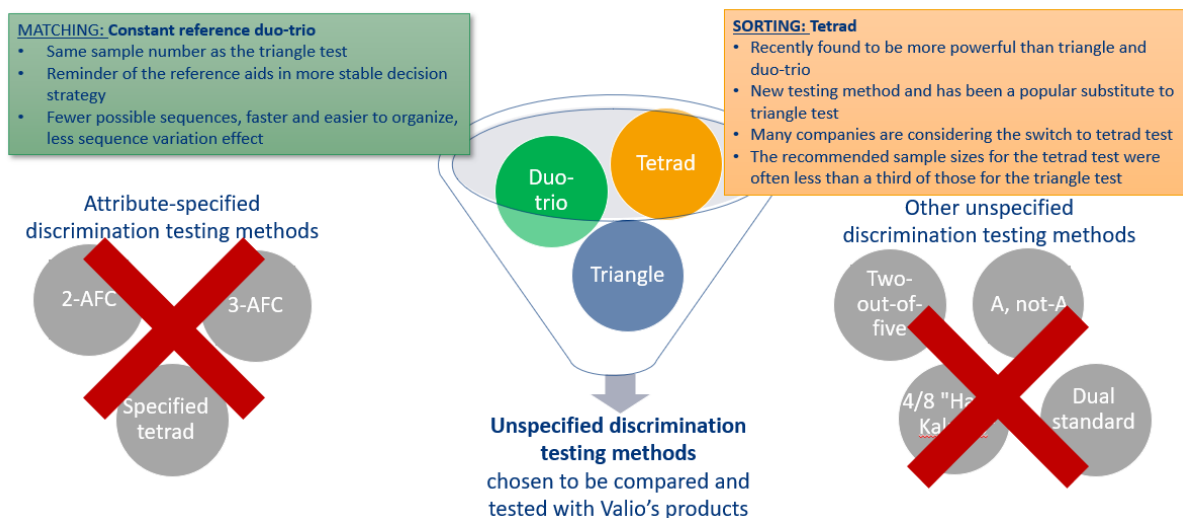 MATCHING: Constant reference duo-trio
• Same sample number as the triangle test
• Reminder of the reference aids in more stable decision
strategy
• Fewer possible sequences, faster and easier to organize,
less sequence variation effect
SORTING: Tetrad
• Recently found to be more powerful than triangle and
duo-trio
• New testing method and has been a popular substitute to
triangle test
• Many companies are considering the switch to tetrad test
• The recommended sample sizes for the tetrad test were
often less than a third of those for the triangle test
Duo-
trio
Tetrad
Triangle
Attribute-specified
discrimination testing methods
2-AFC
3-AFC
Specified
tetrad
Other unspecified
discrimination testing methods
Two-
out-of-
five
A, not-A
4/8
Dual
standard
Unspecified discrimination
testing methods
chosen to be compared and
tested with Valio's products